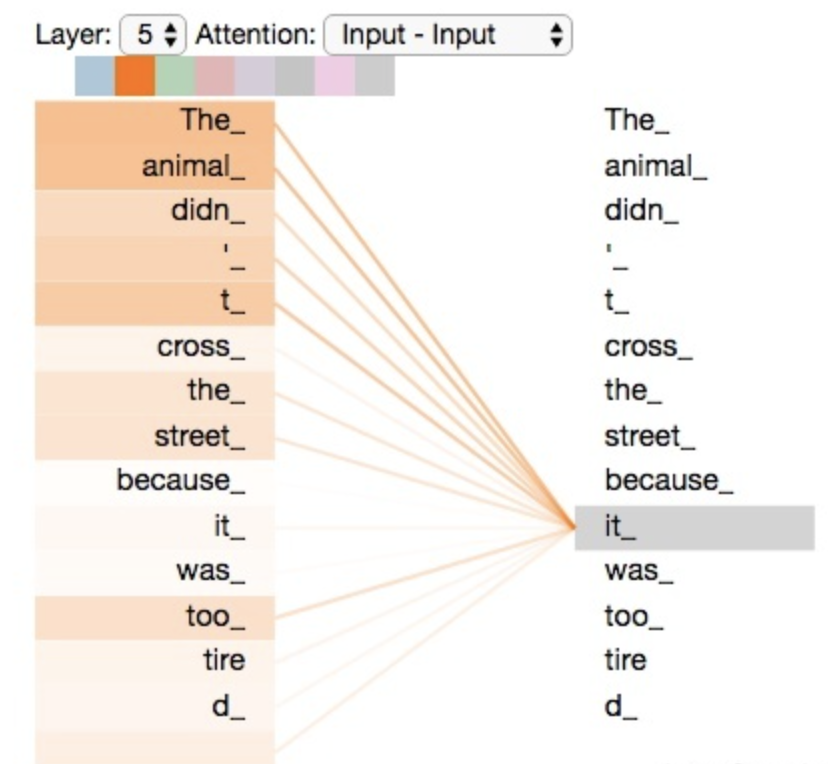 Layer: 5 Attention: Input - Input
The_ The_
animal_ animal_
didn_ didn_
'_ '_
t_ t_
cross_ cross_
the_ the_
street_ street_
because_ because_
it_ it_
was_ was_
too_ too_
tire tire
d_ d_